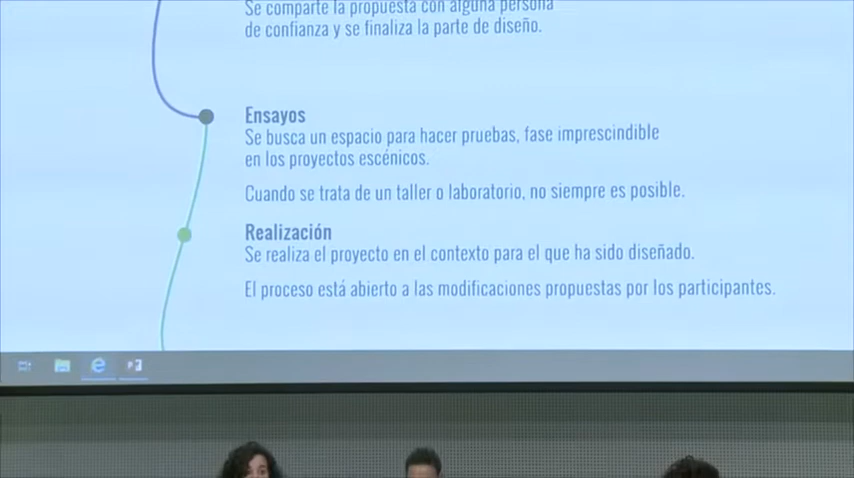 Se comparte la propuesta con alguna persona
de confianza y se finaliza la parte de diseño.
Ensayos
Se busca un espacio para hacer pruebas, fase imprescindible
en los proyectos escénicos.
Cuando se trata de un taller o laboratorio, no siempre es posible.
Realización
Se realiza el proyecto en el contexto para el que ha sido diseñado.
El proceso está abierto a las modificaciones propuestas por los participantes.